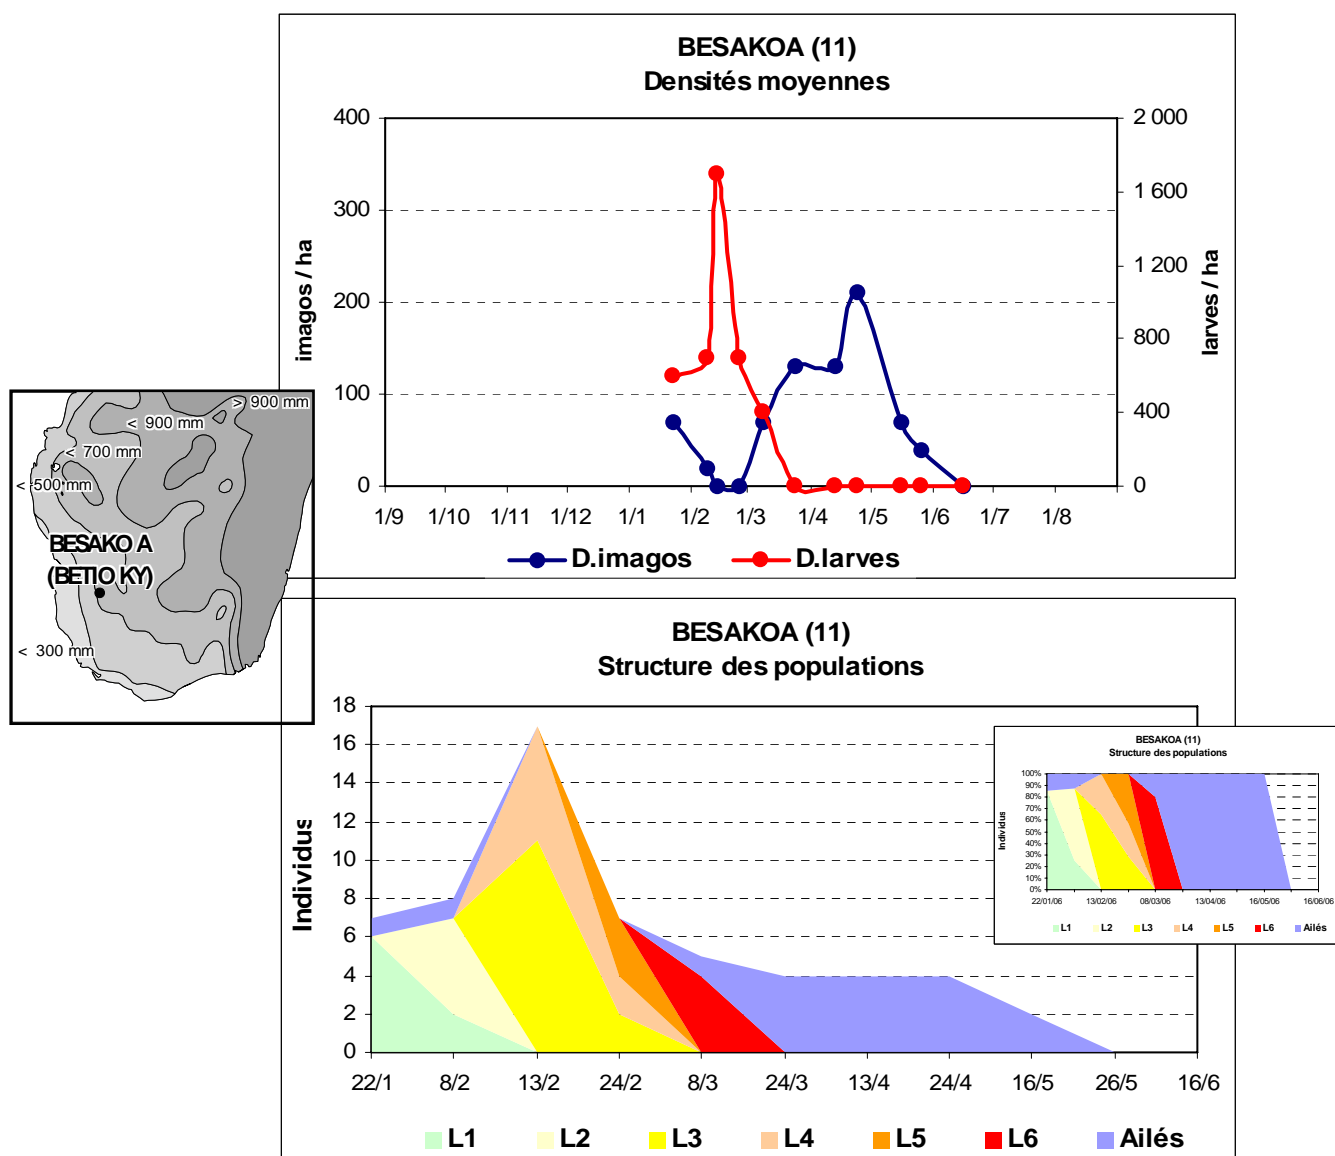 BESAKOA (11)
Densités moyennes
400
300
200
100
0
imagos / ha
2 000
1 600
1 200
800
400
0
larves / ha
1/9 1/10 1/11 1/12 1/1 1/2 1/3 1/4 1/5 1/6 1/7 1/8
D.imagos D.larves
> 900 mm
< 900 mm
< 700 mm
< 500 mm
BESAKO A
(BETIO KY)
< 300 mm
BESAKOA (11)
Structure des populations
18
16
14
12
10
8
6
4
2
0
Individus
22/1 8/2 13/2 24/2 8/3 24/3 13/4 24/4 16/5 26/5 16/6
L1 L2 L3 L4 L5 L6 Ailés
BESAKOA (11)
Structure des populations
100%
90%
80%
70%
60%
50%
40%
30%
20%
10%
0%
Individus
22/01/06 13/02/06 08/03/06 13/04/06 16/05/06 16/06/06
L1 L2 L3 L4 L5 L6 Ailés